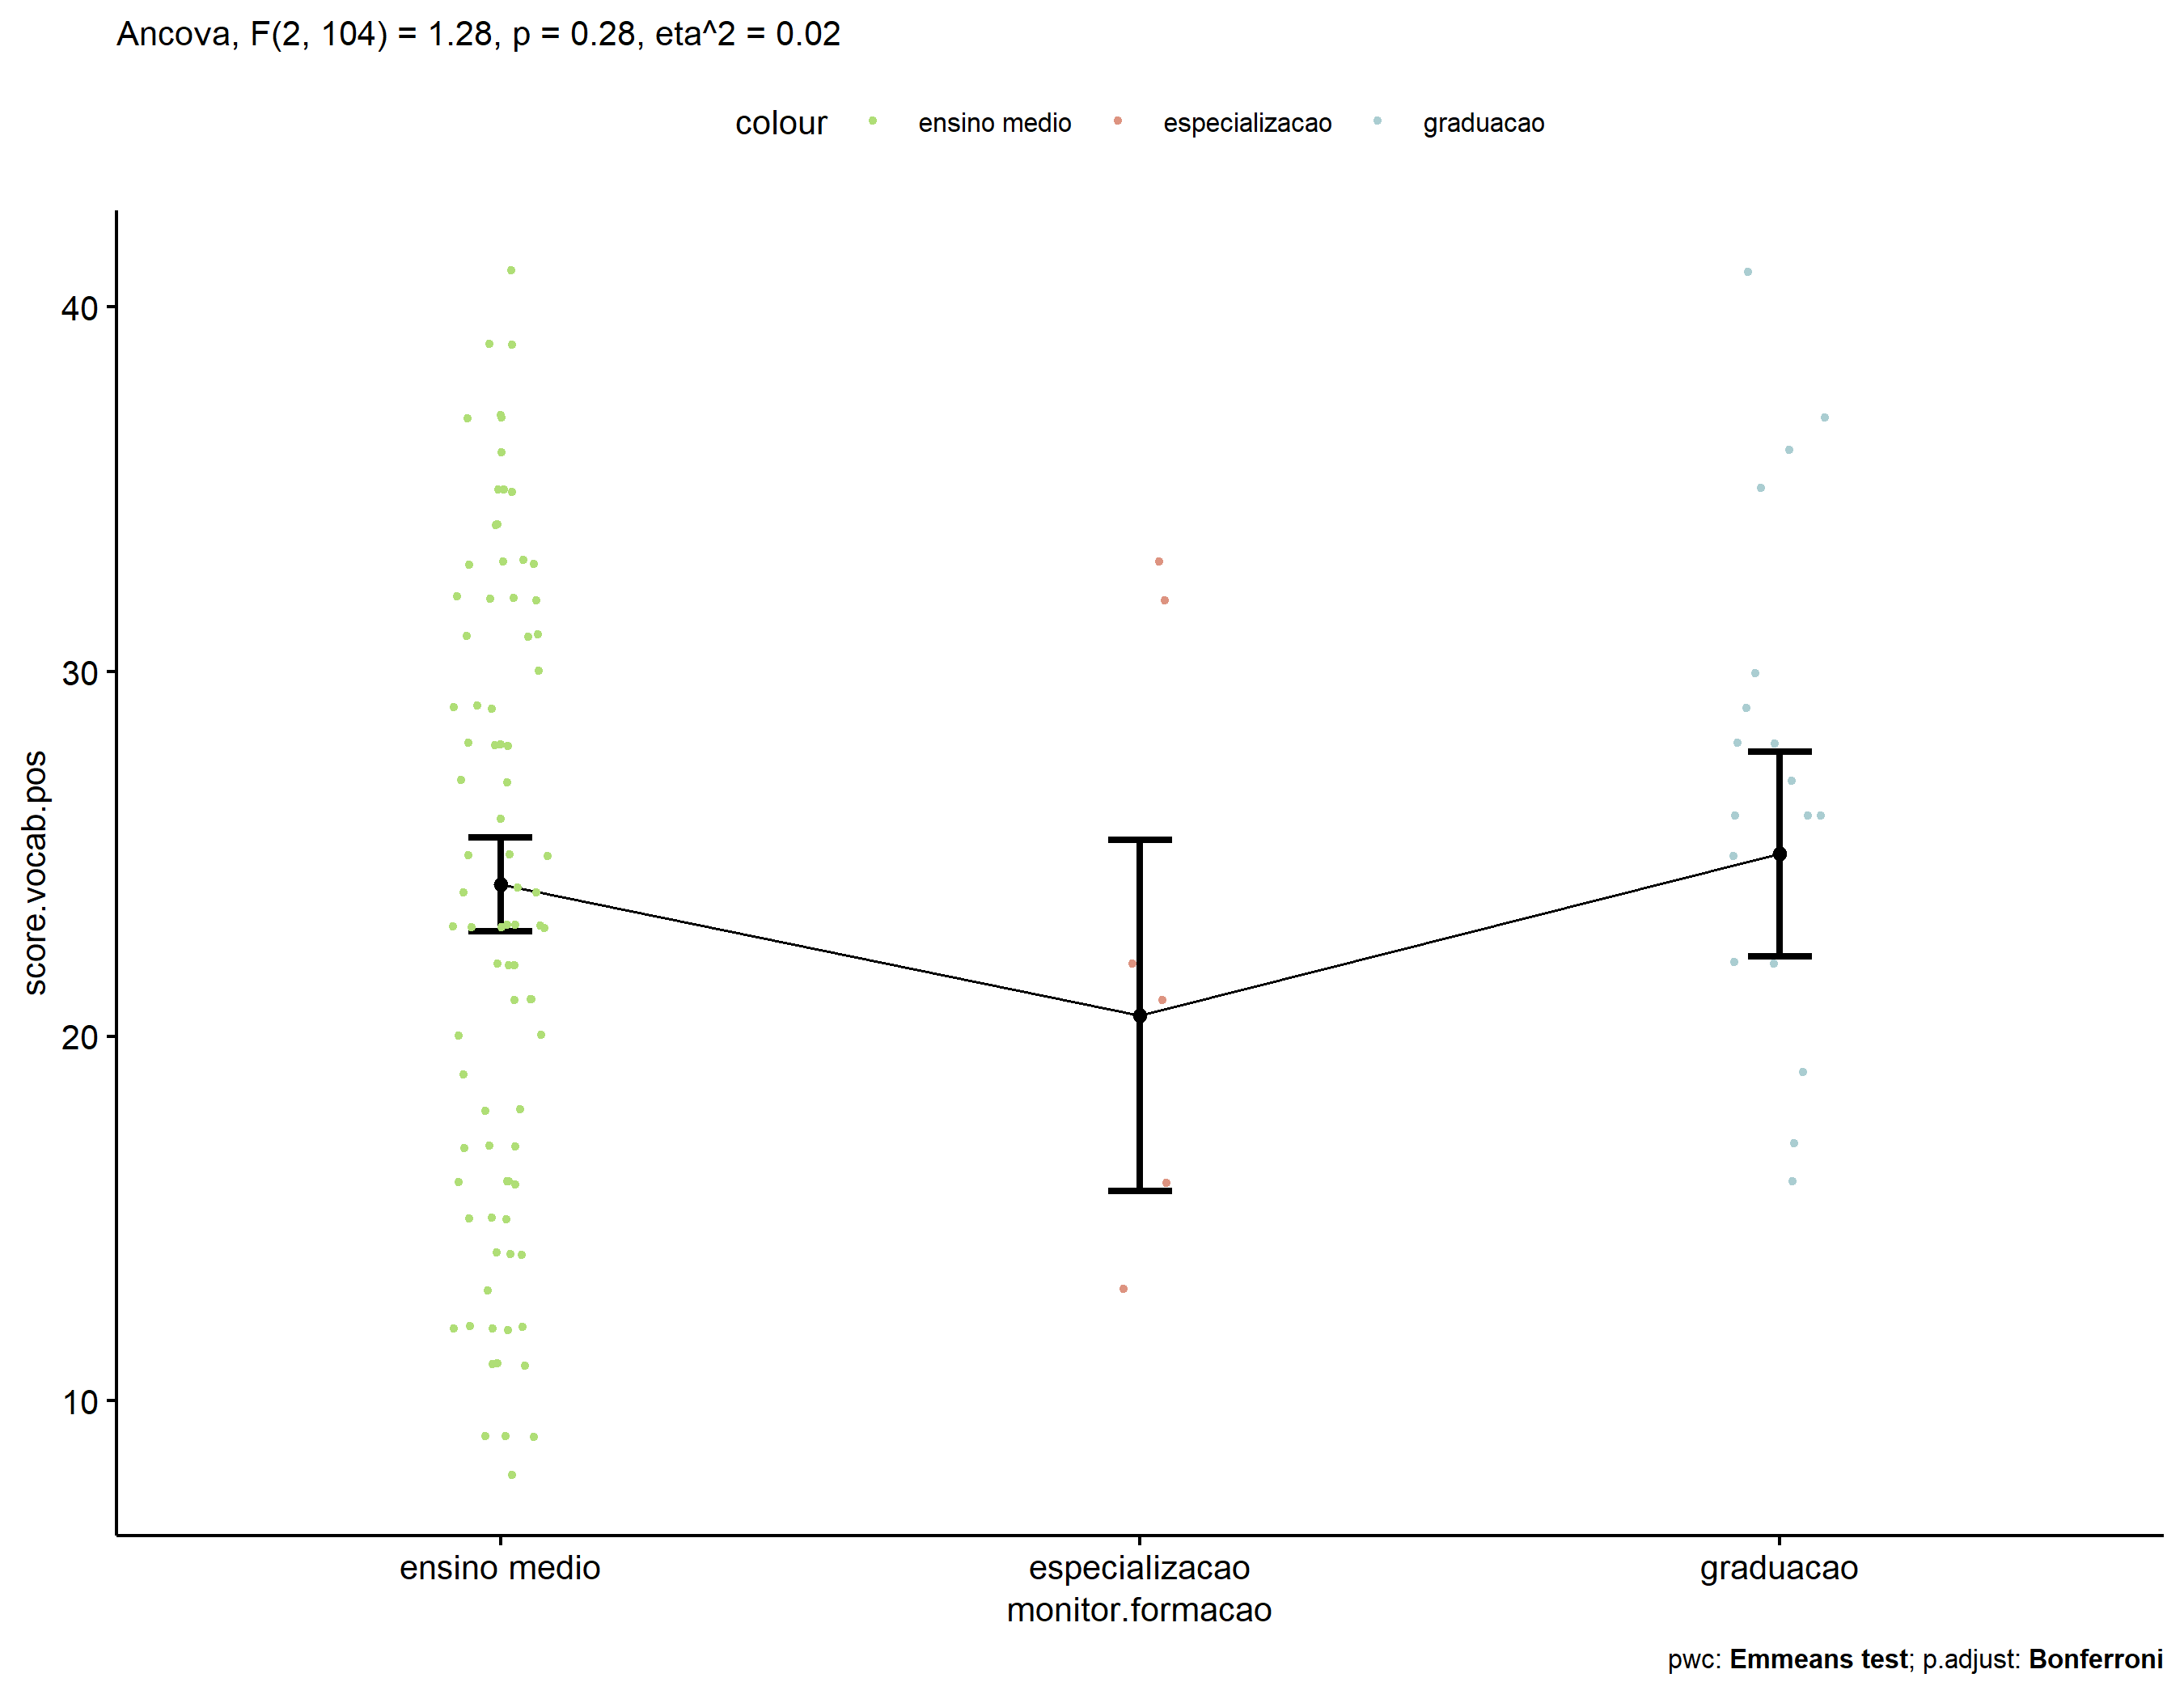 Ancova, F(2, 104) = 1.28, p = 0.28, eta^2 = 0.02
colour ensino medio especializacao graduacao
40
30
20
10
score.vocab.pos
ensino medio especializacao graduacao
monitor.formacao
pwc: Emmeans test; p.adjust: Bonferroni